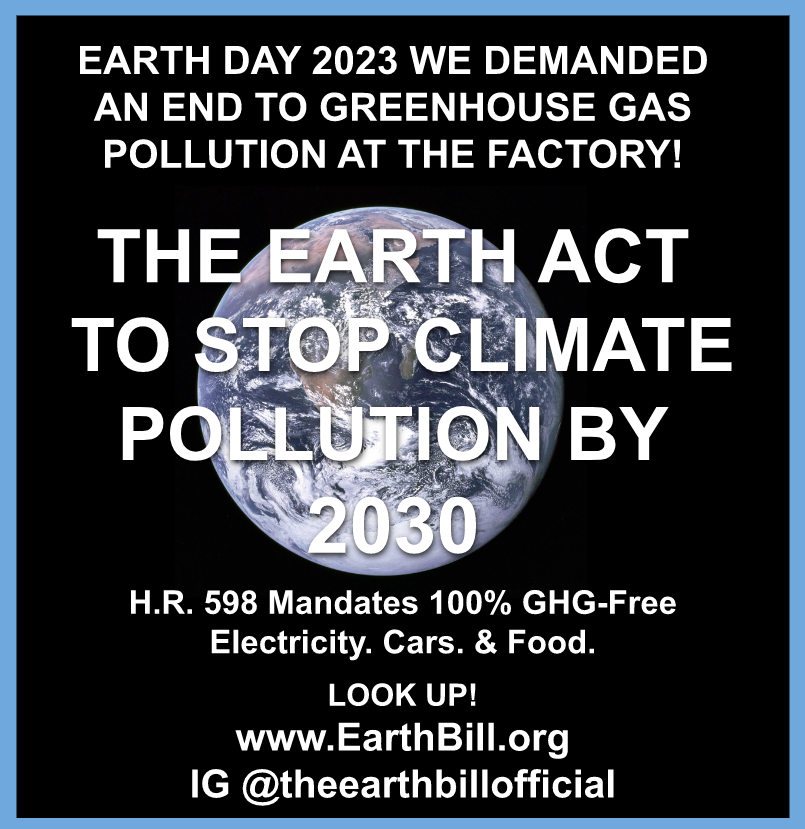 EARTH DAY 2023 WE DEMANDED
AN END TO GREENHOUSE GAS
POLLUTION AT THE FACTORY!
THE EARTH ACT
TO STOP CLIMATE
POLLUTION BY
2030
H.R. 598 Mandates 100% GHG-Free
Electricity. Cars. & Food.
LOOK UP!
www.EarthBill.org
IG @theearthbillofficial